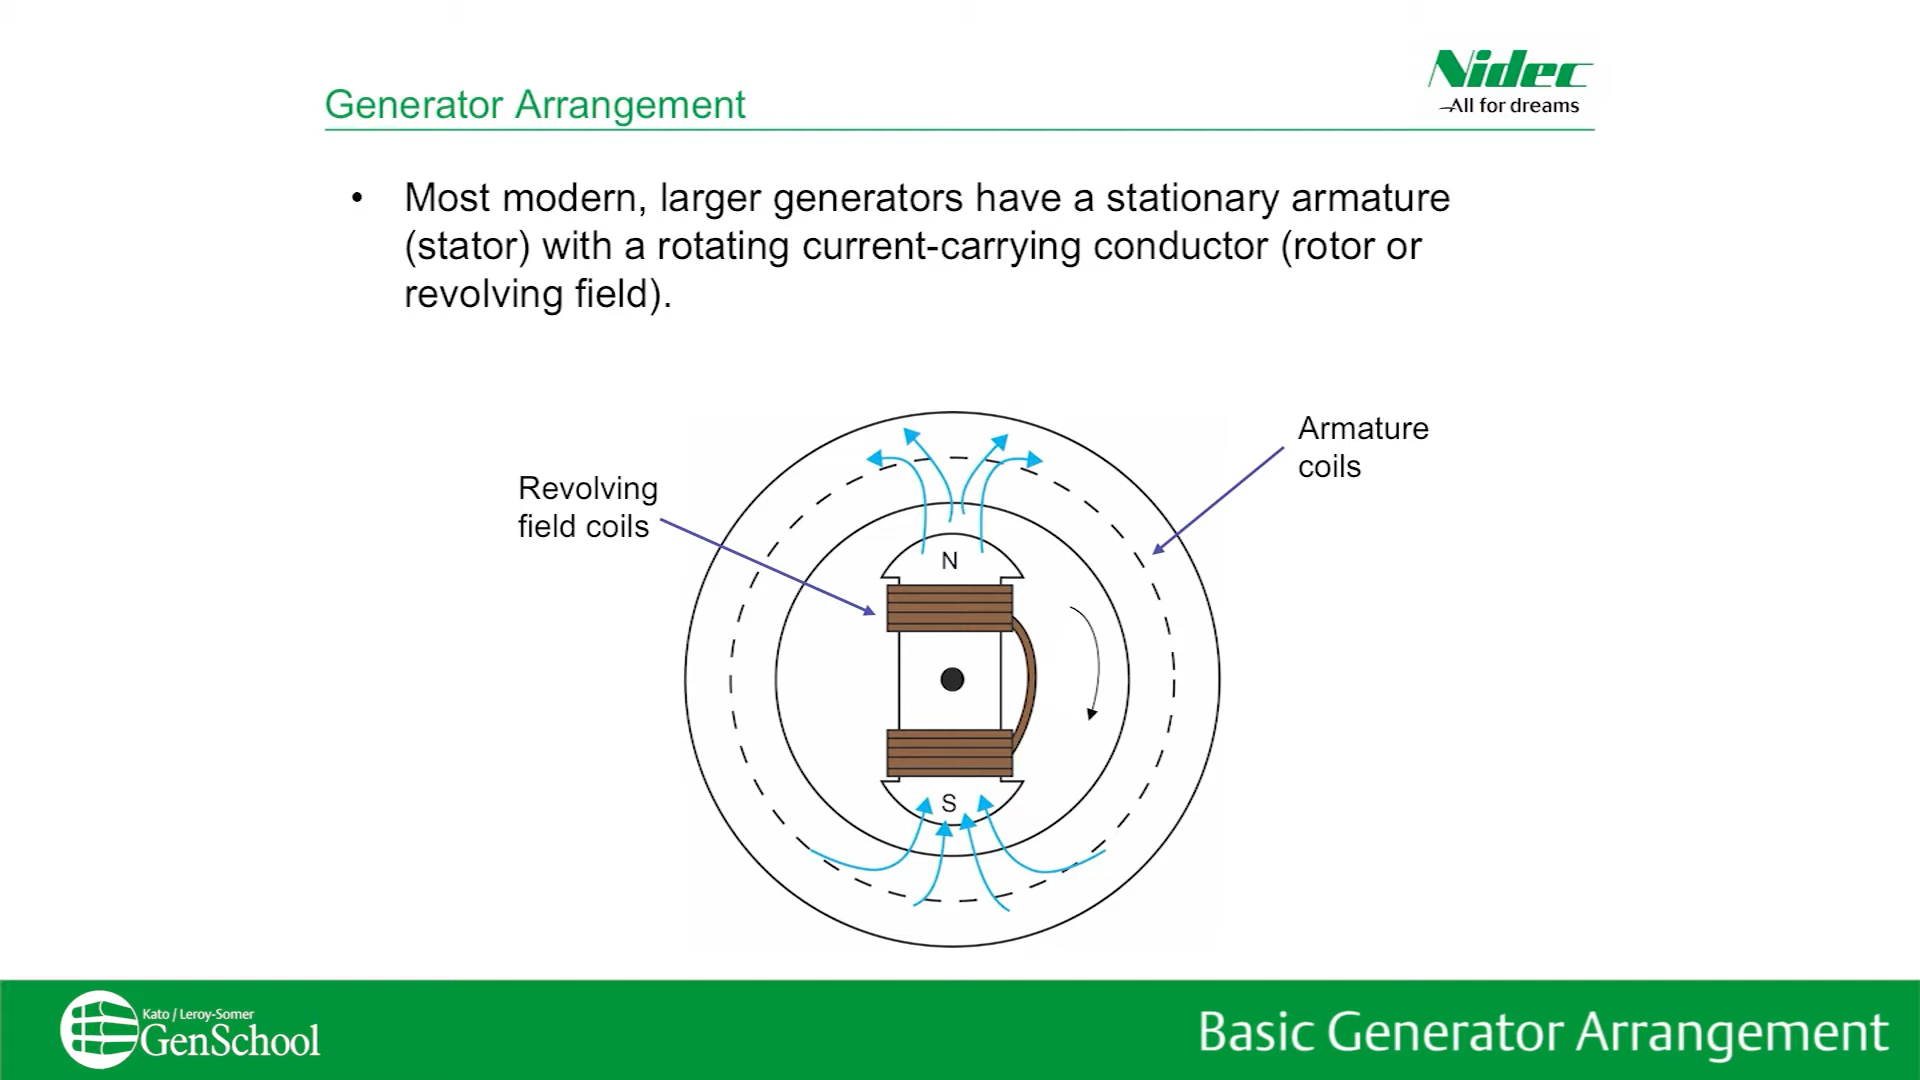 Nidec
All for dreams
Generator Arrangement
• Most modern, larger generators have a stationary armature
(stator) with a rotating current-carrying conductor (rotor or
revolving field).
Armature
coils
Revolving
field coils
N
S
Kato / Leroy-Somer
GenSchool
Basic Generator Arrangement